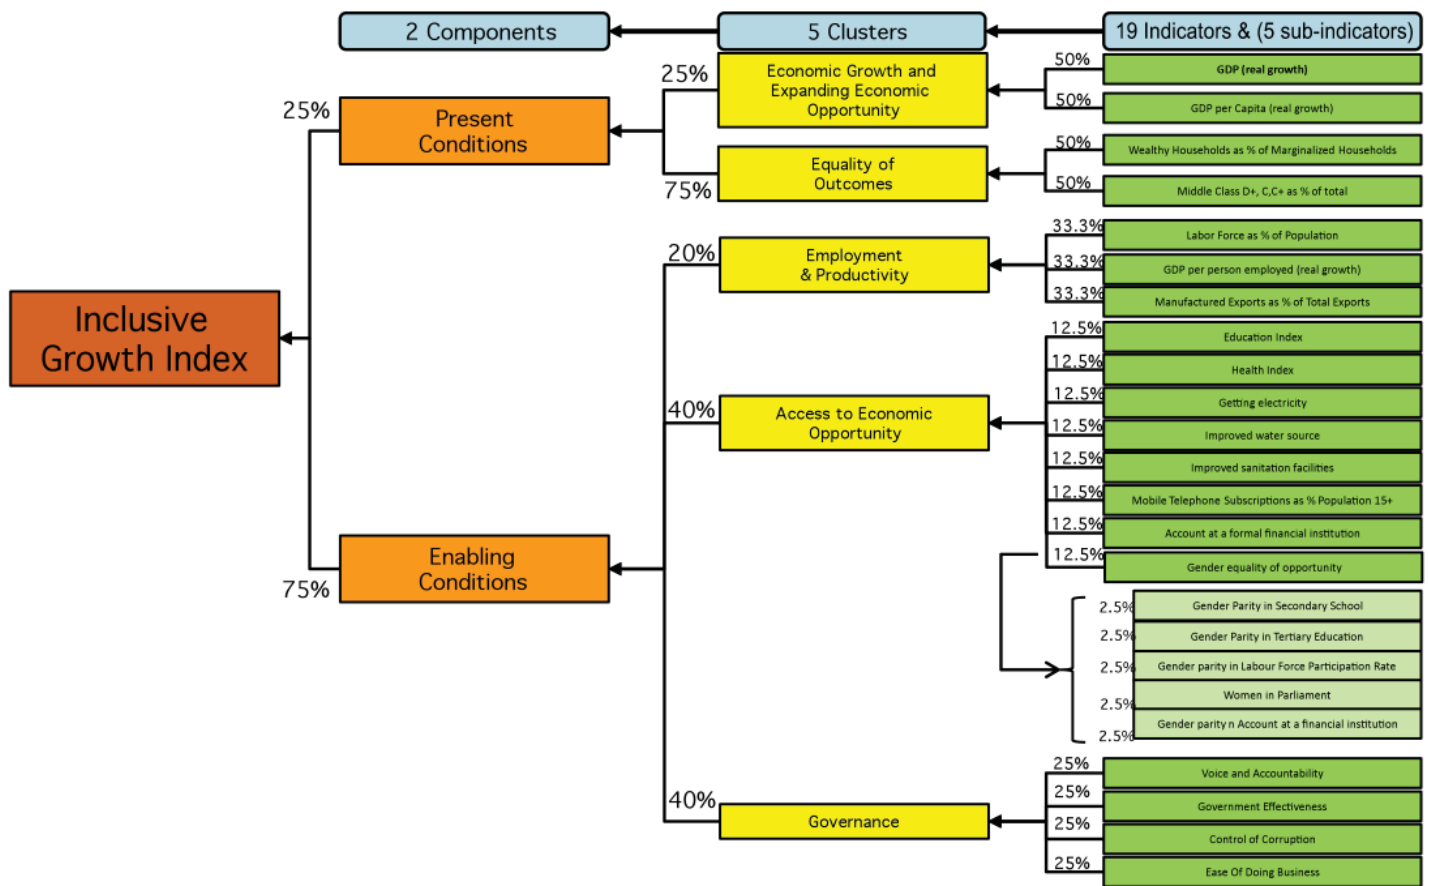 2 Components
5 Clusters
19 Indicators & (5 sub-indicators)
25%
Present
Conditions
25%
Economic Growth and
Expanding Economic
Opportunity
50%
GDP (real growth)
50%
GDP per Capita (real growth)
75%
Equality of
Outcomes
50%
Wealthy Households as % of Marginalized Households
50%
Middle Class D+, C,C+ as % of total
Inclusive
Growth Index
75%
Enabling
Conditions
20%
Employment
& Productivity
33.3%
Labor Force as % of Population
33.3%
GDP per person employed (real growth)
33.3%
Manufactured Exports as % of Total Exports
40%
Access to Economic
Opportunity
12.5%
Education Index
12.5%
Health Index
12.5%
Getting electricity
12.5%
Improved water source
12.5%
Improved sanitation facilities
12.5%
Mobile Telephone Subscriptions as % Population 15+
12.5%
Account at a formal financial institution
12.5%
Gender equality of opportunity
2.5%
Gender Parity in Secondary School
2.5%
Gender Parity in Tertiary Education
2.5%
Gender parity in Labour Force Participation Rate
2.5%
Women in Parliament
2.5%
Gender parity n Account at a financial institution
40%
Governance
25%
Voice and Accountability
25%
Government Effectiveness
25%
Control of Corruption
25%
Ease Of Doing Business